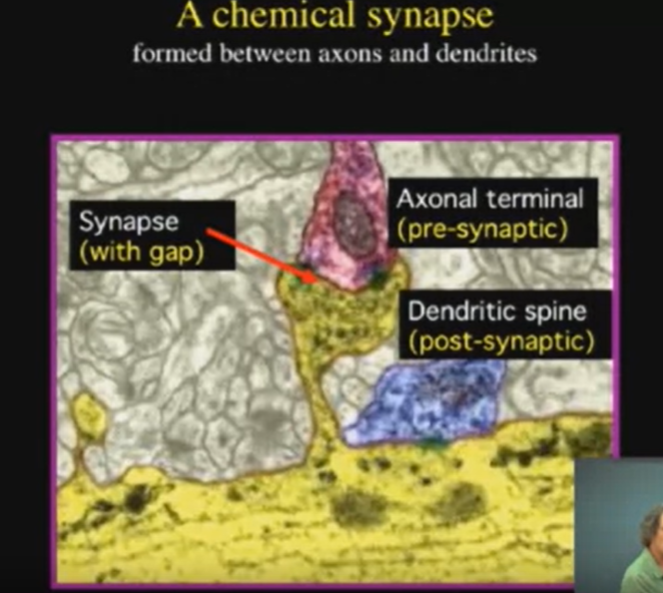 A chemical synapse
formed between axons and dendrites
Synapse
(with gap)
Axonal terminal
(pre-synaptic)
Dendritic spine
(post-synaptic)